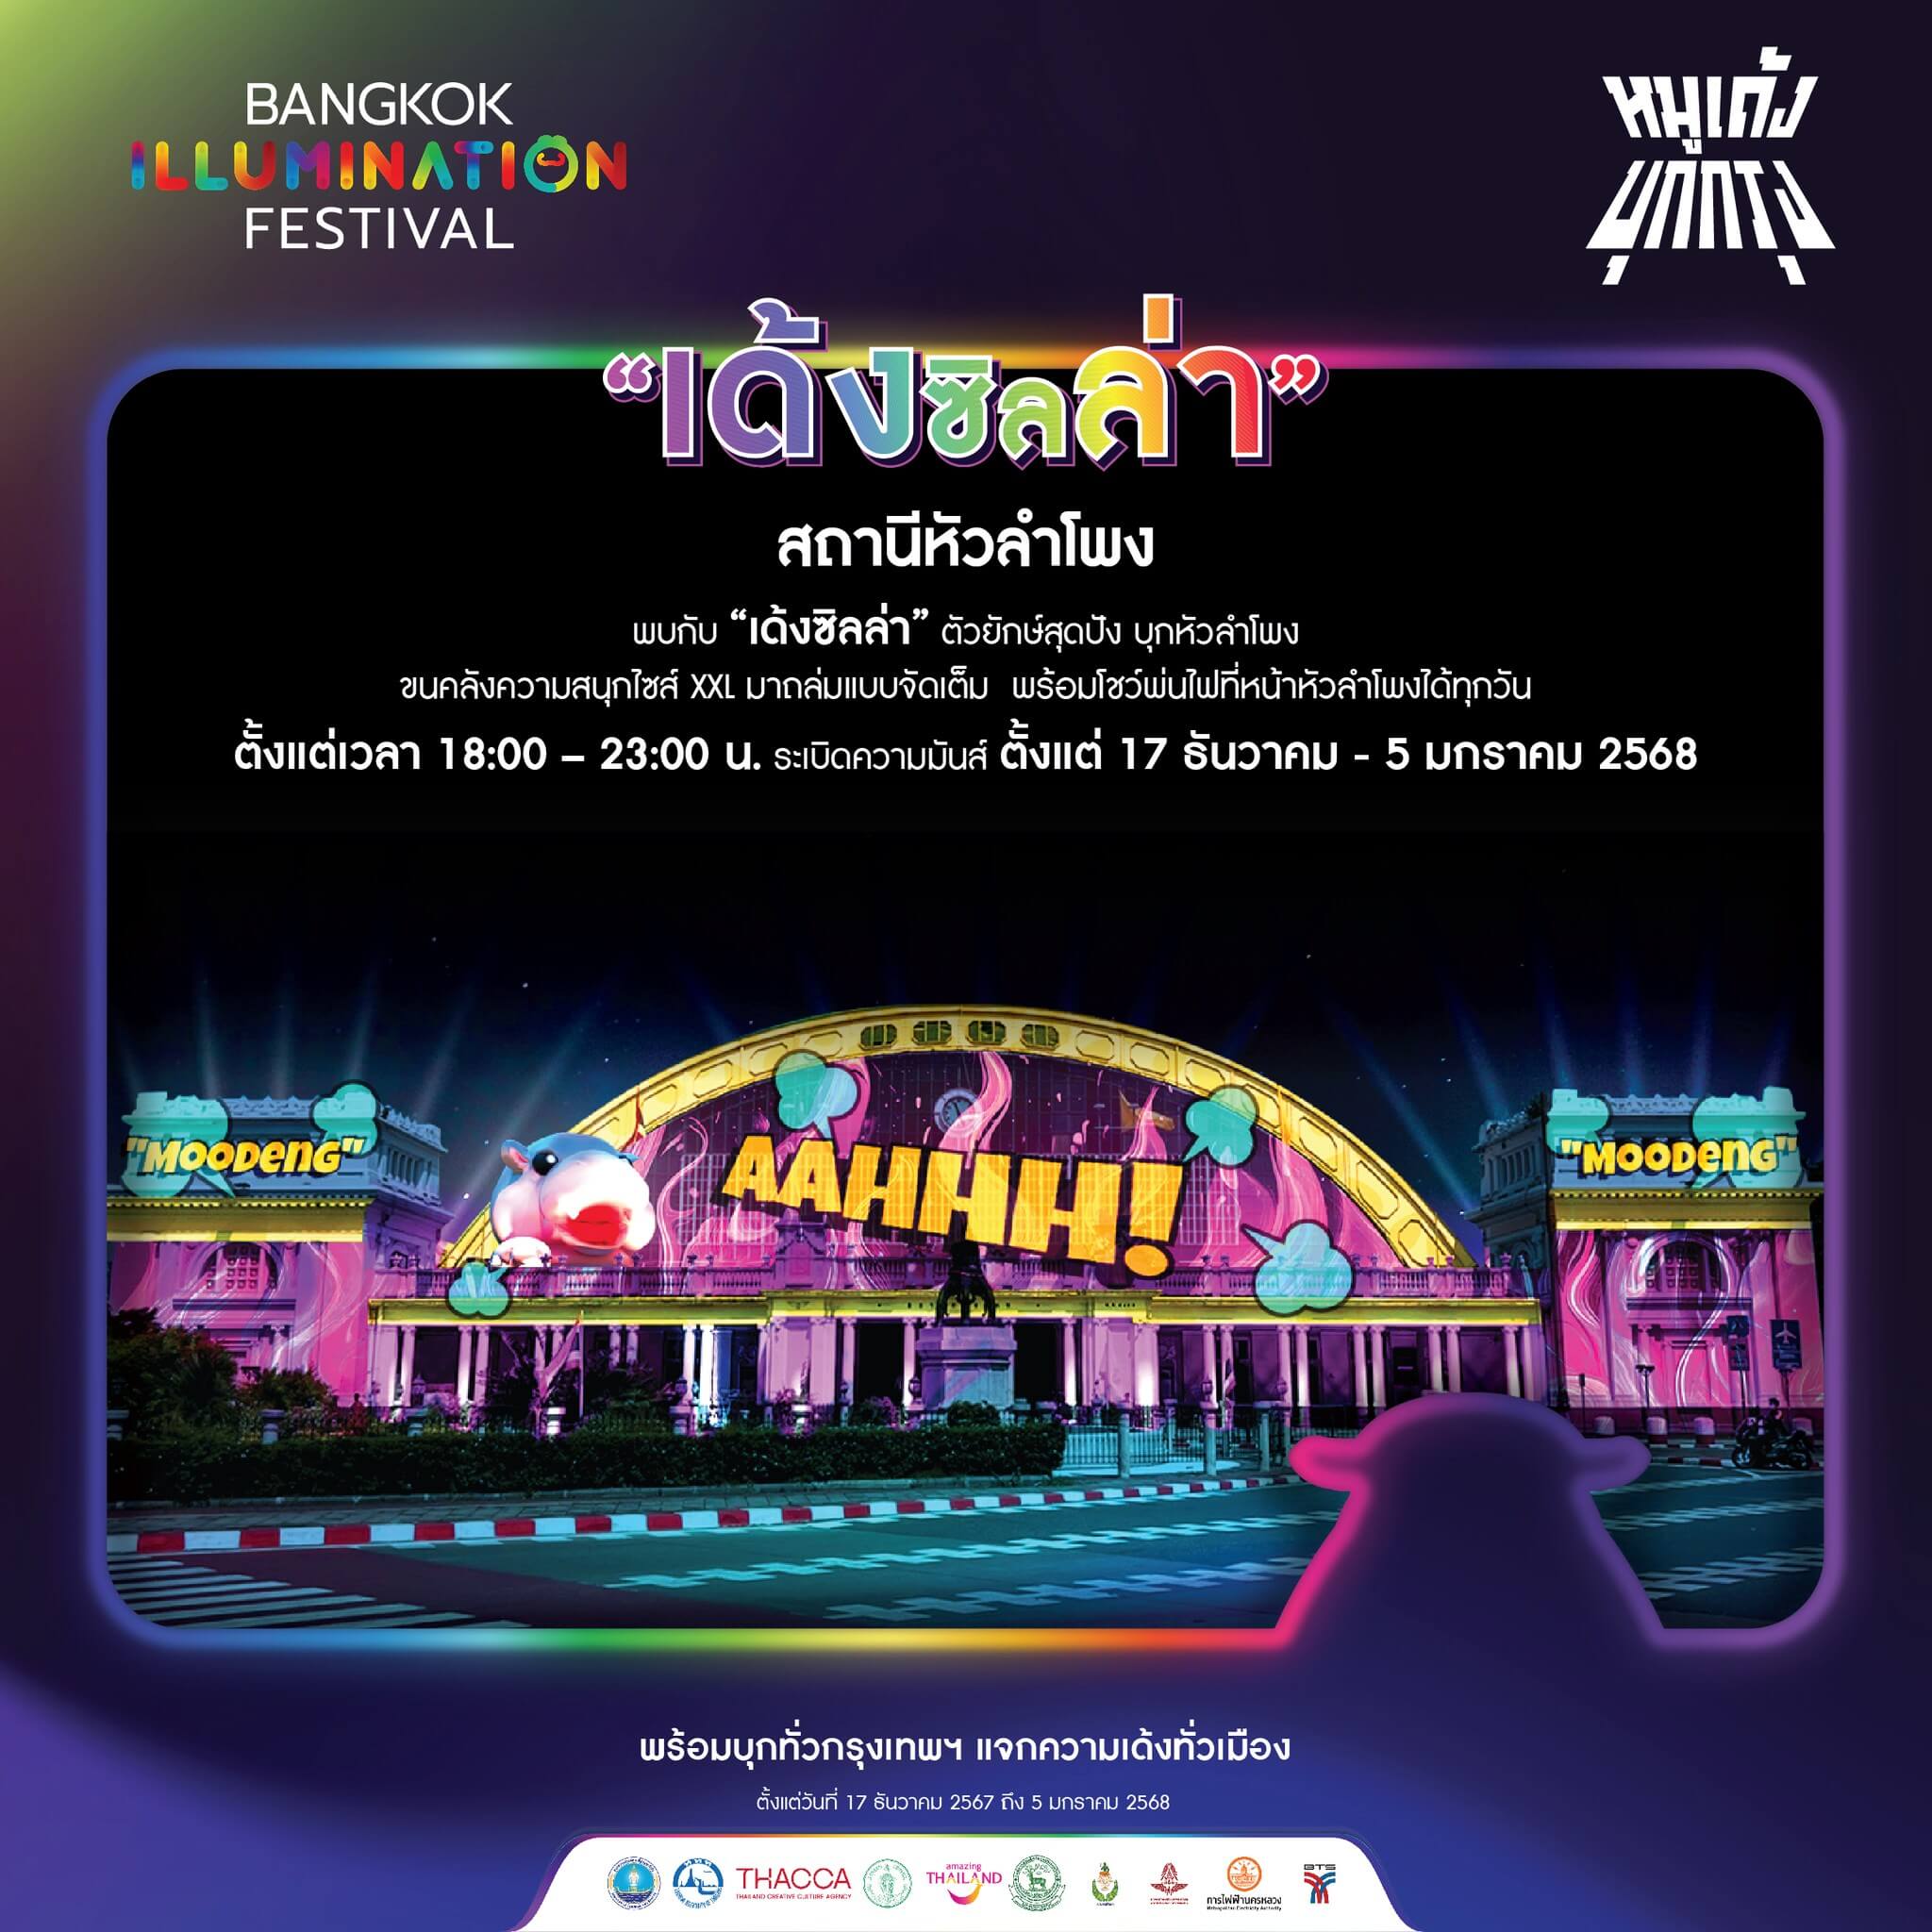 BANGKOK
ILLUMINATION
FESTIVAL
หมูเด้ง
บุกกรุง
“เด้งซิลล่า”
สถานีหัวลำโพง
พบกับ “เด้งซิลล่า” ตัวยักษ์สุดปัง บุกหัวลำโพง
ขนคลังความสนุกไซส์ XXL มาถล่มแบบจัดเต็ม พร้อมโชว์พ่นไฟที่หน้าหัวลำโพงได้ทุกวัน
ตั้งแต่เวลา 18:00 – 23:00 น. ระเบิดความมันส์ ตั้งแต่ 17 ธันวาคม - 5 มกราคม 2568
"MOODENG"
AAHHH!
"MOODENG"
พร้อมบุกทั่วกรุงเทพฯ แจกความเด้งทั่วเมือง
ตั้งแต่วันที่ 17 ธันวาคม 2567 ถึง 5 มกราคม 2568
THACCA
THAILAND CREATIVE CULTURE AGENCY
amazing
THAILAND
การไฟฟ้านครหลวง
Metropolitan Electricity Authority
BTS